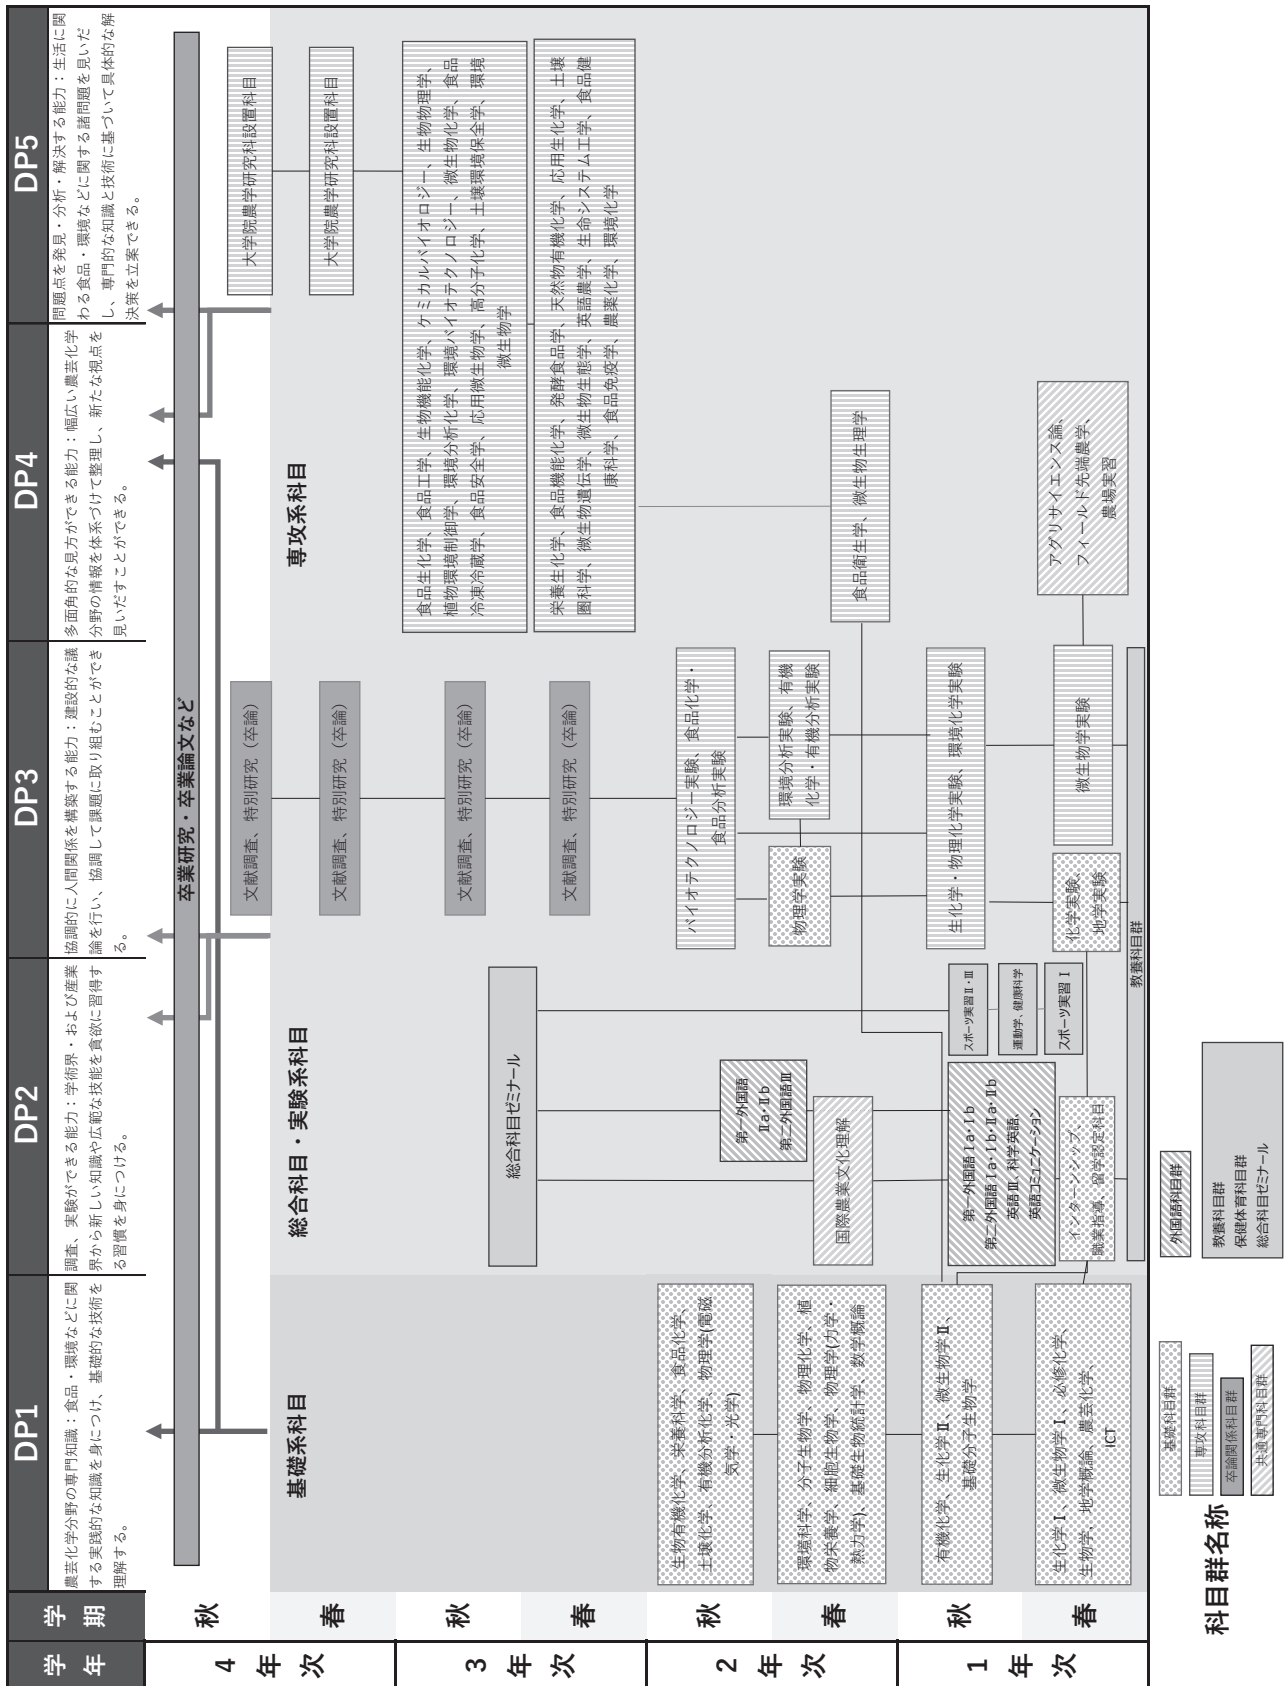 学年
学期
DP1
DP2
DP3
DP4
DP5
農芸化学分野の専門知識：食品・環境などに関
する実践的な知識を身につけ、基礎的な技術を
理解する。
調査、実験ができる能力：学術界・および産業
界から新しい知識や広範な技能を貪欲に習得す
る習慣を身につける。
協調的に人間関係を構築する能力：建設的な議
論を行い、協調して課題に取り組むことができ
る。
多面角的な見方ができる能力：幅広い農芸化学
分野の情報を体系づけて整理し、新たな視点を
見いだすことができる。
問題点を発見・分析・解決する能力：生活に関
わる食品・環境などに関する諸問題を見いだ
し、専門的な知識と技術に基づいて具体的な解
決策を立案できる。
4年次
秋
春
3年次
秋
春
2年次
秋
春
1年次
秋
春
卒業研究・卒業論文など
基礎系科目
総合科目・実験系科目
専攻系科目
生物有機化学、栄養科学、食品化学、
土壌化学、有機分析化学、物理学(電磁
気学・光学)
環境科学、分子生物学、物理化学、植
物栄養学、細胞生物学、物理学(力学・
熱力学)、基礎生物統計学、数学概論
有機化学、生化学Ⅱ、微生物学Ⅱ、
基礎分子生物学
生化学Ⅰ、微生物学Ⅰ、必修化学、
生物学、地学概論、農芸化学、
ICT
総合科目ゼミナール
第一外国語
Ⅱa･Ⅱb
第二外国語Ⅲ
国際農業文化理解
第一外国語Ⅰa･Ⅰb
第二外国語Ⅰa･Ⅰb･Ⅱa･Ⅱb
英語Ⅲ、科学英語、
英語コミュニケーション
インターンシップ、
職業指導、留学認定科目
スポーツ実習Ⅱ・Ⅲ
運動学、健康科学
スポーツ実習Ⅰ
教養科目群
文献調査、特別研究（卒論）
文献調査、特別研究（卒論）
文献調査、特別研究（卒論）
文献調査、特別研究（卒論）
バイオテクノロジー実験、食品化学・
食品分析実験
物理学実験
環境分析実験、有機
化学・有機分析実験
生化学・物理化学実験、環境化学実験
化学実験、
地学実験
微生物学実験
大学院農学研究科設置科目
大学院農学研究科設置科目
食品生化学、食品工学、生物機能化学、ケミカルバイオロジー、生物物理学、
植物環境制御学、環境分析化学、環境バイオテクノロジー、微生物化学、食品
冷凍冷蔵学、食品安全学、応用微生物学、高分子化学、土壌環境保全学、環境
微生物学
栄養生化学、食品機能化学、発酵食品学、天然物有機化学、応用生化学、土壌
圏科学、微生物遺伝学、微生物生態学、英語農学、生命システム工学、食品健
康科学、食品免疫学、農薬化学、環境化学
食品衛生学、微生物生理学
アグリサイエンス論、
フィールド先端農学、
農場実習
科目群名称
基礎科目群
専攻科目群
卒論関係科目群
共通専門科目群
外国語科目群
教養科目群
保健体育科目群
総合科目ゼミナール